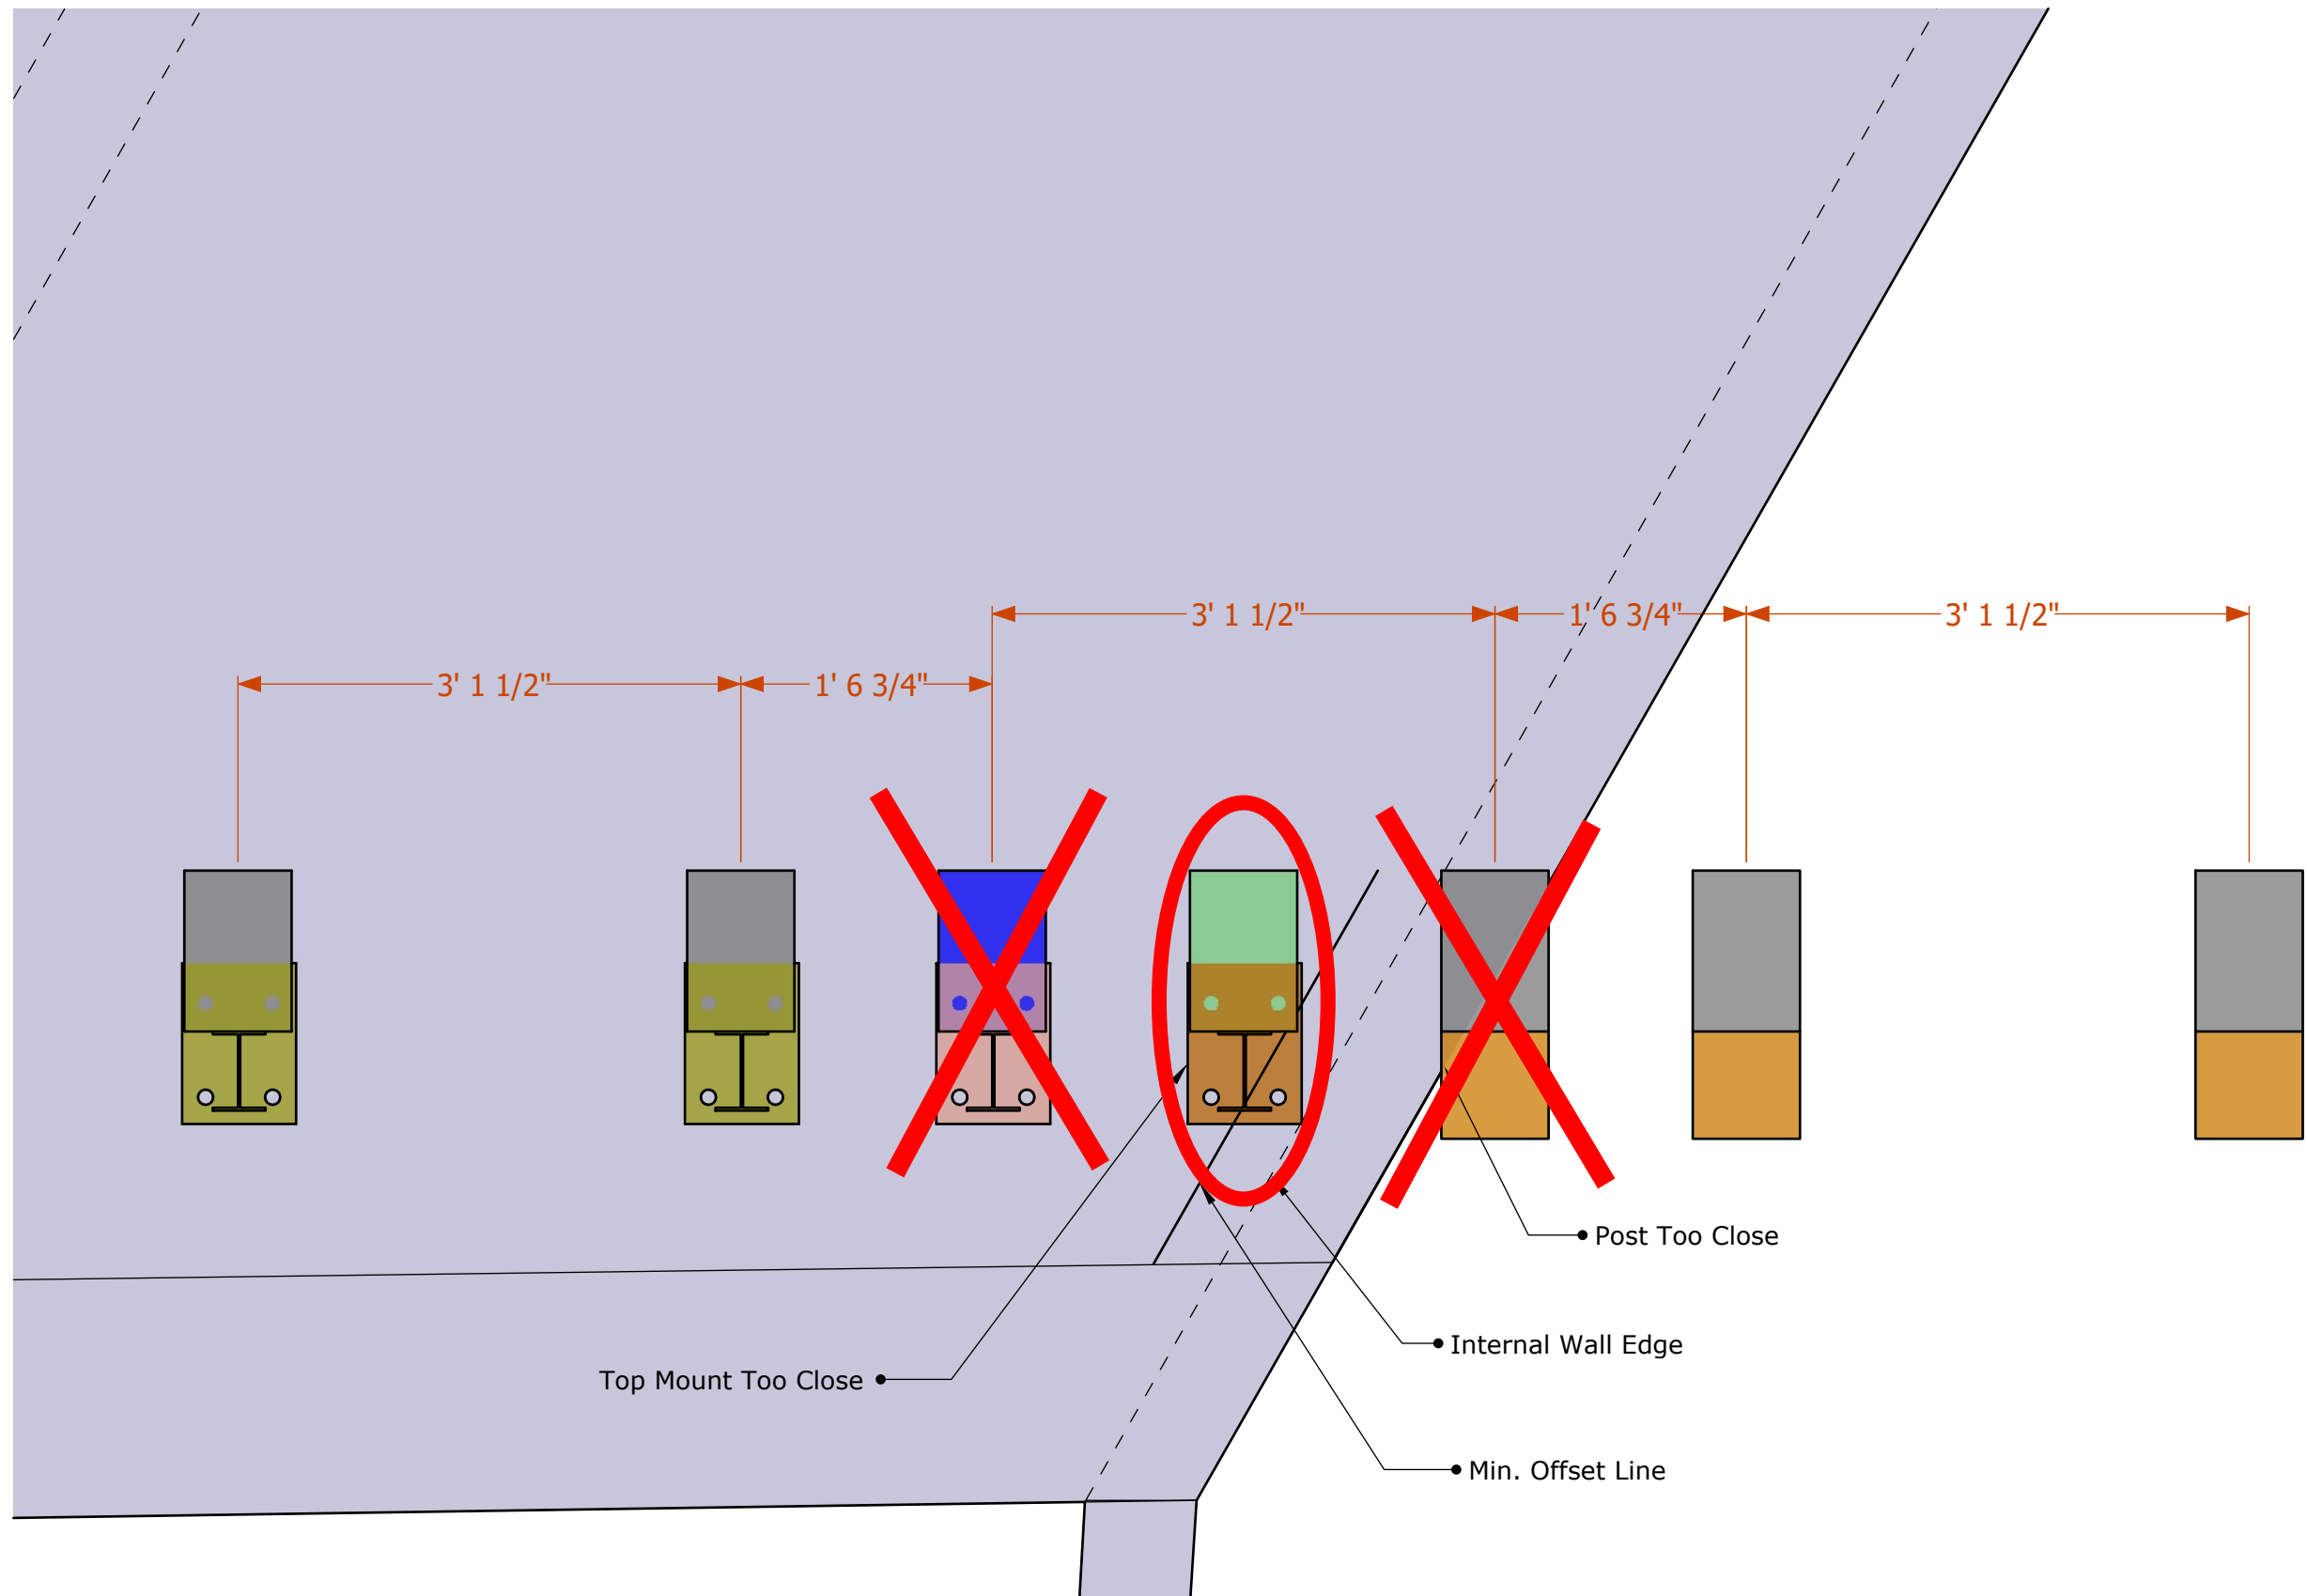 3' 1 1/2"
1' 6 3/4"
3' 1 1/2"
3' 1 1/2"
1' 6 3/4"
Post Too Close
Internal Wall Edge
Top Mount Too Close
Min. Offset Line